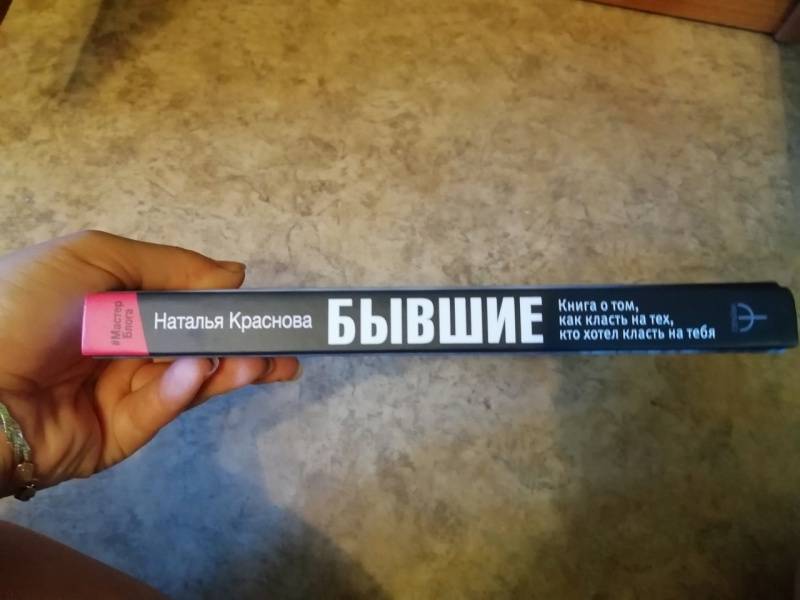 #Мастер
Блога
Наталья Краснова
БЫВШИЕ
Книга о том,
как класть на тех,
кто хотел класть на тебя